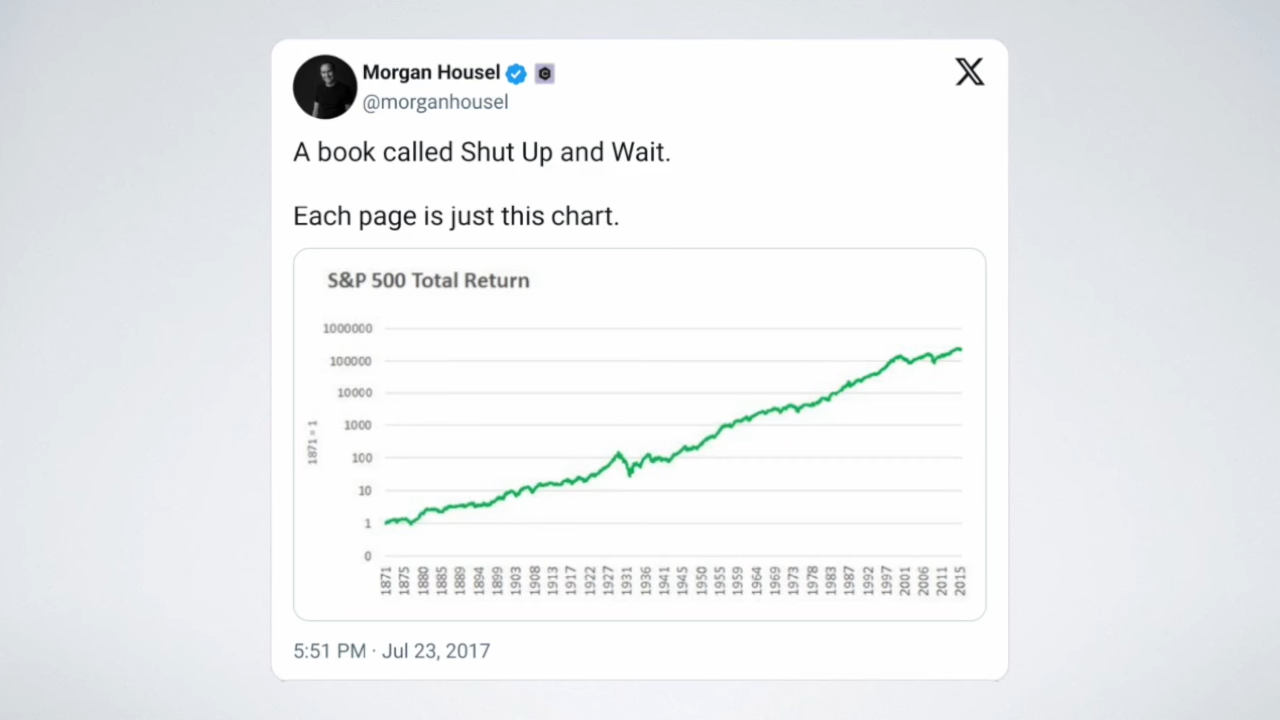 Morgan Housel
@morganhousel
A book called Shut Up and Wait.
Each page is just this chart.
S&P 500 Total Return
1000000
100000
10000
1000
100
10
1
0
1871 = 1
1871 1875 1880 1885 1889 1894 1899 1903 1908 1913 1917 1922 1927 1931 1936 1941 1945 1950 1955 1959 1964 1969 1973 1978 1983 1987 1992 1997 2001 2006 2011 2015
5:51 PM · Jul 23, 2017